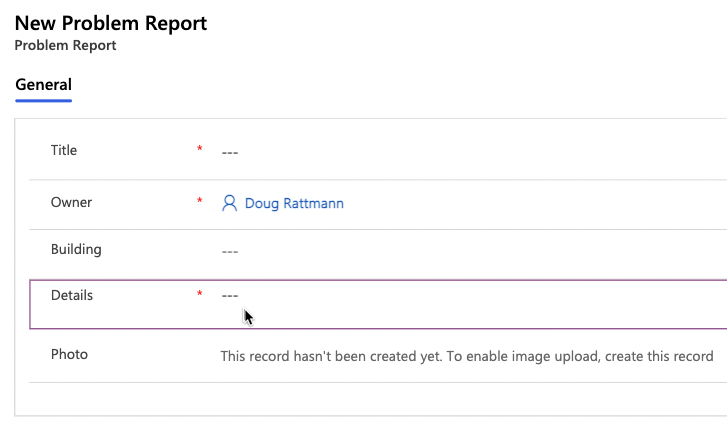 New Problem Report
Problem Report
General
Title * ---
Owner * Doug Rattmann
Building ---
Details * ---
Photo This record hasn't been created yet. To enable image upload, create this record